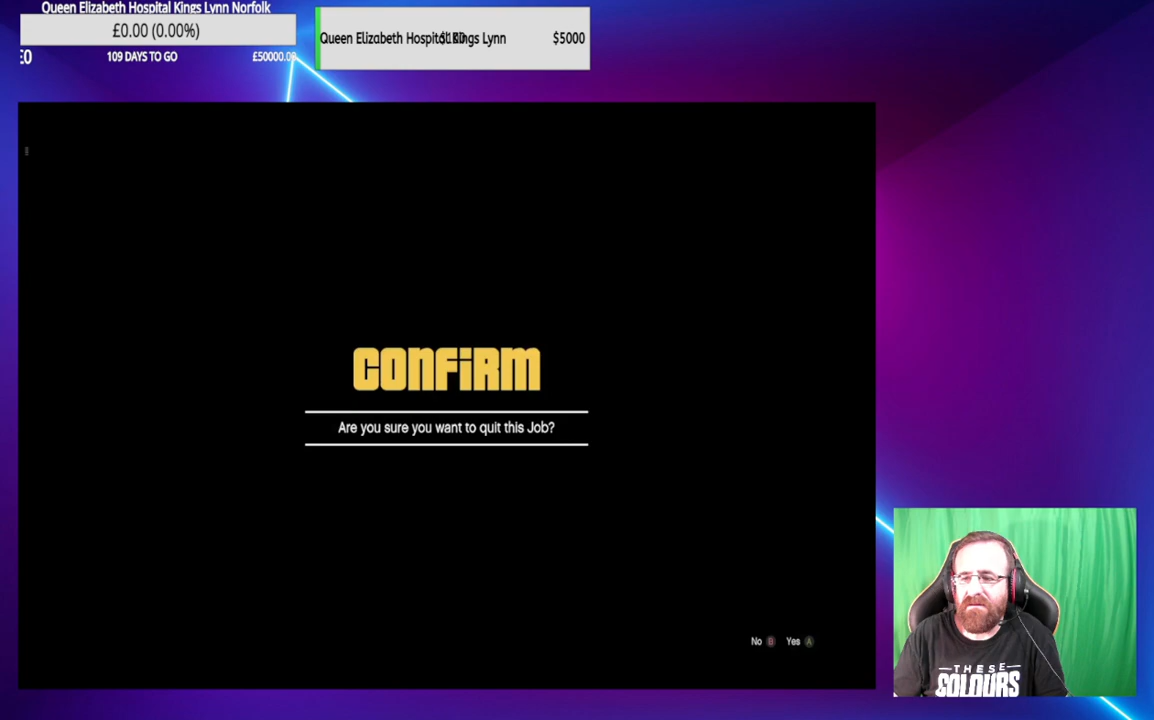 Queen Elizabeth Hospital Kings Lynn Norfolk
£0.00 (0.00%)
109 DAYS TO GO
£50000.00
Queen Elizabeth Hospital Kings Lynn
$5000
CONFIRM
Are you sure you want to quit this Job?
No B Yes A
THESE
COLOURS